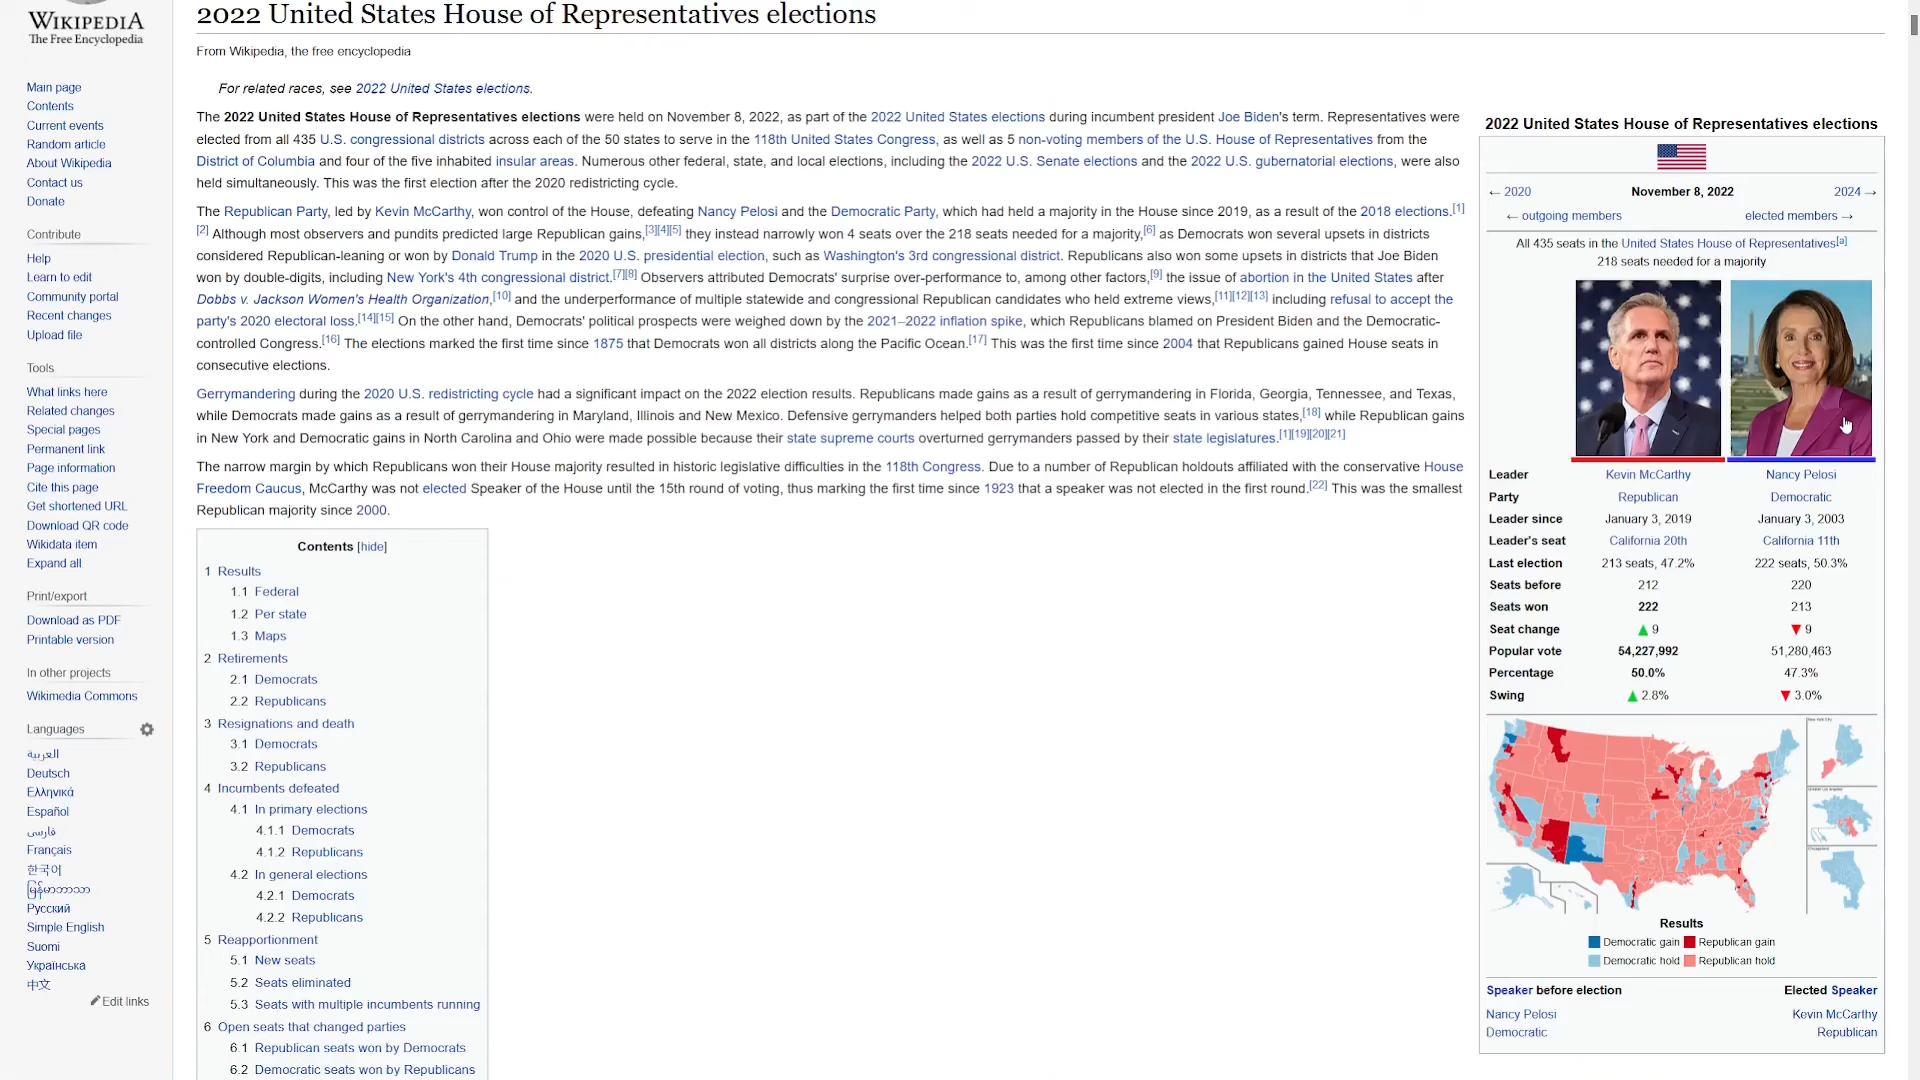 WIKIPEDIA
The Free Encyclopedia
Main page
Contents
Current events
Random article
About Wikipedia
Contact us
Donate
Contribute
Help
Learn to edit
Community portal
Recent changes
Upload file
Tools
What links here
Related changes
Special pages
Permanent link
Page information
Cite this page
Get shortened URL
Download QR code
Wikidata item
Expand all
Print/export
Download as PDF
Printable version
In other projects
Wikimedia Commons
Languages
العربية
Deutsch
Ελληνικά
Español
فارسی
Français
한국어
မြန်မာဘာသာ
Русский
Simple English
Suomi
Українська
中文
Edit links
2022 United States House of Representatives elections
From Wikipedia, the free encyclopedia
For related races, see 2022 United States elections.
The 2022 United States House of Representatives elections were held on November 8, 2022, as part of the 2022 United States elections during incumbent president Joe Biden's term. Representatives were
elected from all 435 U.S. congressional districts across each of the 50 states to serve in the 118th United States Congress, as well as 5 non-voting members of the U.S. House of Representatives from the
District of Columbia and four of the five inhabited insular areas. Numerous other federal, state, and local elections, including the 2022 U.S. Senate elections and the 2022 U.S. gubernatorial elections, were also
held simultaneously. This was the first election after the 2020 redistricting cycle.
The Republican Party, led by Kevin McCarthy, won control of the House, defeating Nancy Pelosi and the Democratic Party, which had held a majority in the House since 2019, as a result of the 2018 elections.[1]
[2] Although most observers and pundits predicted large Republican gains,[3][4][5] they instead narrowly won 4 seats over the 218 seats needed for a majority,[6] as Democrats won several upsets in districts
considered Republican-leaning or won by Donald Trump in the 2020 U.S. presidential election, such as Washington's 3rd congressional district. Republicans also won some upsets in districts that Joe Biden
won by double-digits, including New York's 4th congressional district.[7][8] Observers attributed Democrats' surprise over-performance to, among other factors,[9] the issue of abortion in the United States after
Dobbs v. Jackson Women's Health Organization,[10] and the underperformance of multiple statewide and congressional Republican candidates who held extreme views,[11][12][13] including refusal to accept the
party's 2020 electoral loss.[14][15] On the other hand, Democrats' political prospects were weighed down by the 2021–2022 inflation spike, which Republicans blamed on President Biden and the Democratic-
controlled Congress.[16] The elections marked the first time since 1875 that Democrats won all districts along the Pacific Ocean.[17] This was the first time since 2004 that Republicans gained House seats in
consecutive elections.
Gerrymandering during the 2020 U.S. redistricting cycle had a significant impact on the 2022 election results. Republicans made gains as a result of gerrymandering in Florida, Georgia, Tennessee, and Texas,
while Democrats made gains as a result of gerrymandering in Maryland, Illinois and New Mexico. Defensive gerrymanders helped both parties hold competitive seats in various states,[18] while Republican gains
in New York and Democratic gains in North Carolina and Ohio were made possible because their state supreme courts overturned gerrymanders passed by their state legislatures.[1][19][20][21]
The narrow margin by which Republicans won their House majority resulted in historic legislative difficulties in the 118th Congress. Due to a number of Republican holdouts affiliated with the conservative House
Freedom Caucus, McCarthy was not elected Speaker of the House until the 15th round of voting, thus marking the first time since 1923 that a speaker was not elected in the first round.[22] This was the smallest
Republican majority since 2000.
Contents [hide]
1 Results
1.1 Federal
1.2 Per state
1.3 Maps
2 Retirements
2.1 Democrats
2.2 Republicans
3 Resignations and death
3.1 Democrats
3.2 Republicans
4 Incumbents defeated
4.1 In primary elections
4.1.1 Democrats
4.1.2 Republicans
4.2 In general elections
4.2.1 Democrats
4.2.2 Republicans
5 Reapportionment
5.1 New seats
5.2 Seats eliminated
5.3 Seats with multiple incumbents running
6 Open seats that changed parties
6.1 Republican seats won by Democrats
6.2 Democratic seats won by Republicans
2022 United States House of Representatives elections
← 2020 November 8, 2022 2024 →
← outgoing members elected members →
All 435 seats in the United States House of Representatives[a]
218 seats needed for a majority
Leader Kevin McCarthy Nancy Pelosi
Party Republican Democratic
Leader since January 3, 2019 January 3, 2003
Leader's seat California 20th California 11th
Last election 213 seats, 47.2% 222 seats, 50.3%
Seats before 212 220
Seats won 222 213
Seat change ▲ 9 ▼ 9
Popular vote 54,227,992 51,280,463
Percentage 50.0% 47.3%
Swing ▲ 2.8% ▼ 3.0%
New York City
Greater Los Angeles
Chicagoland
Results
Democratic gain Republican gain
Democratic hold Republican hold
Speaker before election Elected Speaker
Nancy Pelosi Kevin McCarthy
Democratic Republican